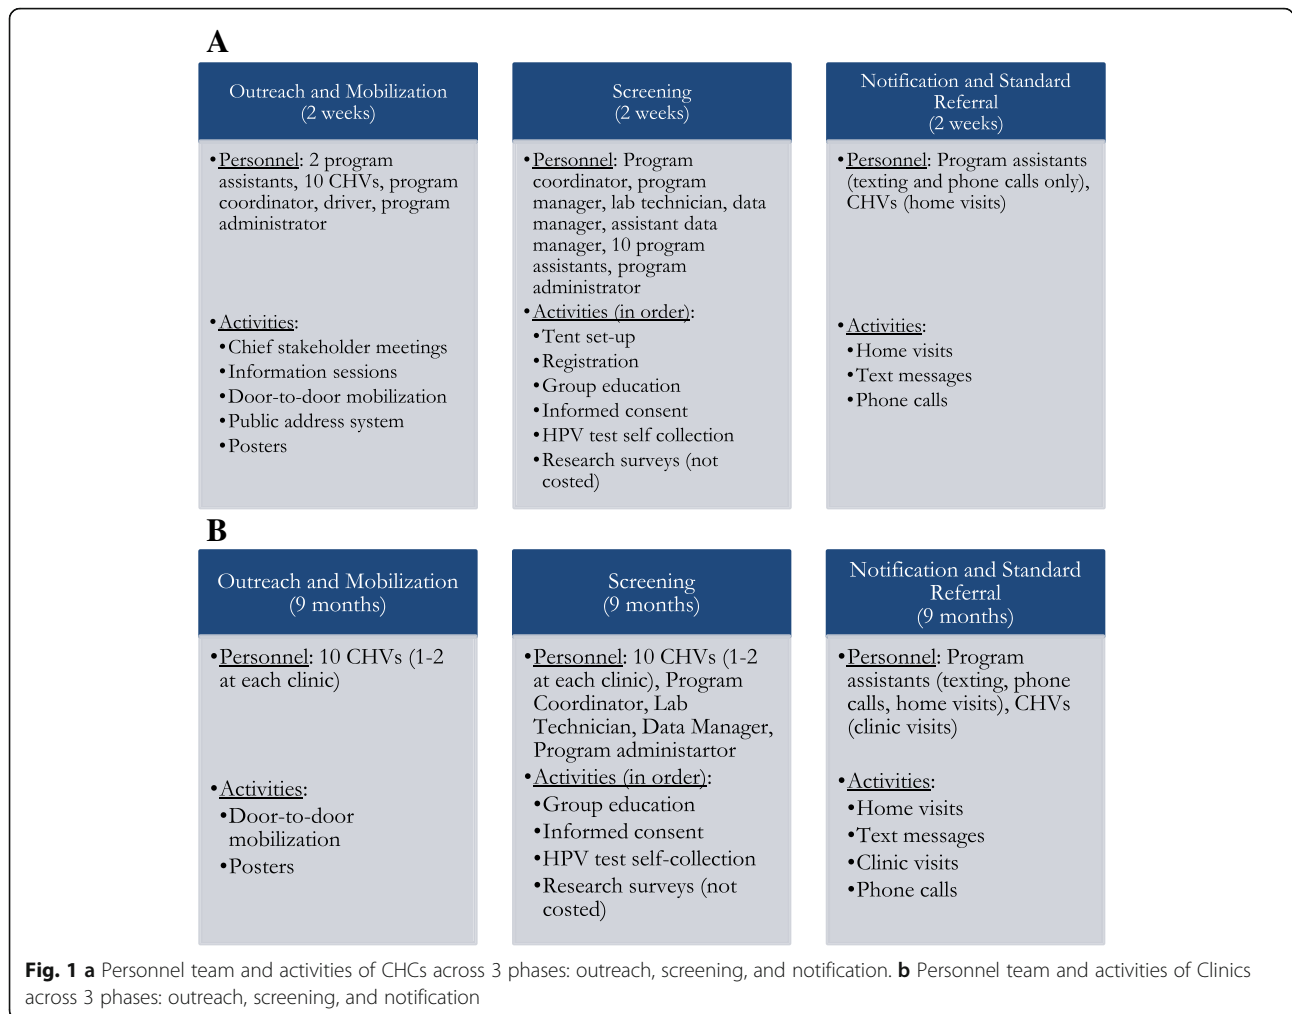 A
Outreach and Mobilization
(2 weeks)
•Personnel: 2 program
assistants, 10 CHVs, program
coordinator, driver, program
administrator
•Activities:
•Chief stakeholder meetings
•Information sessions
•Door-to-door mobilization
•Public address system
•Posters
Screening
(2 weeks)
•Personnel: Program
coordinator, program
manager, lab technician, data
manager, assistant data
manager, 10 program
assistants, program
administrator
•Activities (in order):
•Tent set-up
•Registration
•Group education
•Informed consent
•HPV test self collection
•Research surveys (not
costed)
Notification and Standard
Referral
(2 weeks)
•Personnel: Program assistants
(texting and phone calls only),
CHVs (home visits)
•Activities:
•Home visits
•Text messages
•Phone calls
B
Outreach and Mobilization
(9 months)
•Personnel: 10 CHVs (1-2
at each clinic)
•Activities:
•Door-to-door
mobilization
•Posters
Screening
(9 months)
•Personnel: 10 CHVs (1-2
at each clinic), Program
Coordinator, Lab
Technician, Data Manager,
Program administartor
•Activities (in order):
•Group education
•Informed consent
•HPV test self-collection
•Research surveys (not
costed)
Notification and Standard
Referral
(9 months)
•Personnel: Program
assistants (texting, phone
calls, home visits), CHVs
(clinic visits)
•Activities:
•Home visits
•Text messages
•Clinic visits
•Phone calls
Fig. 1 a Personnel team and activities of CHCs across 3 phases: outreach, screening, and notification. b Personnel team and activities of Clinics
across 3 phases: outreach, screening, and notification